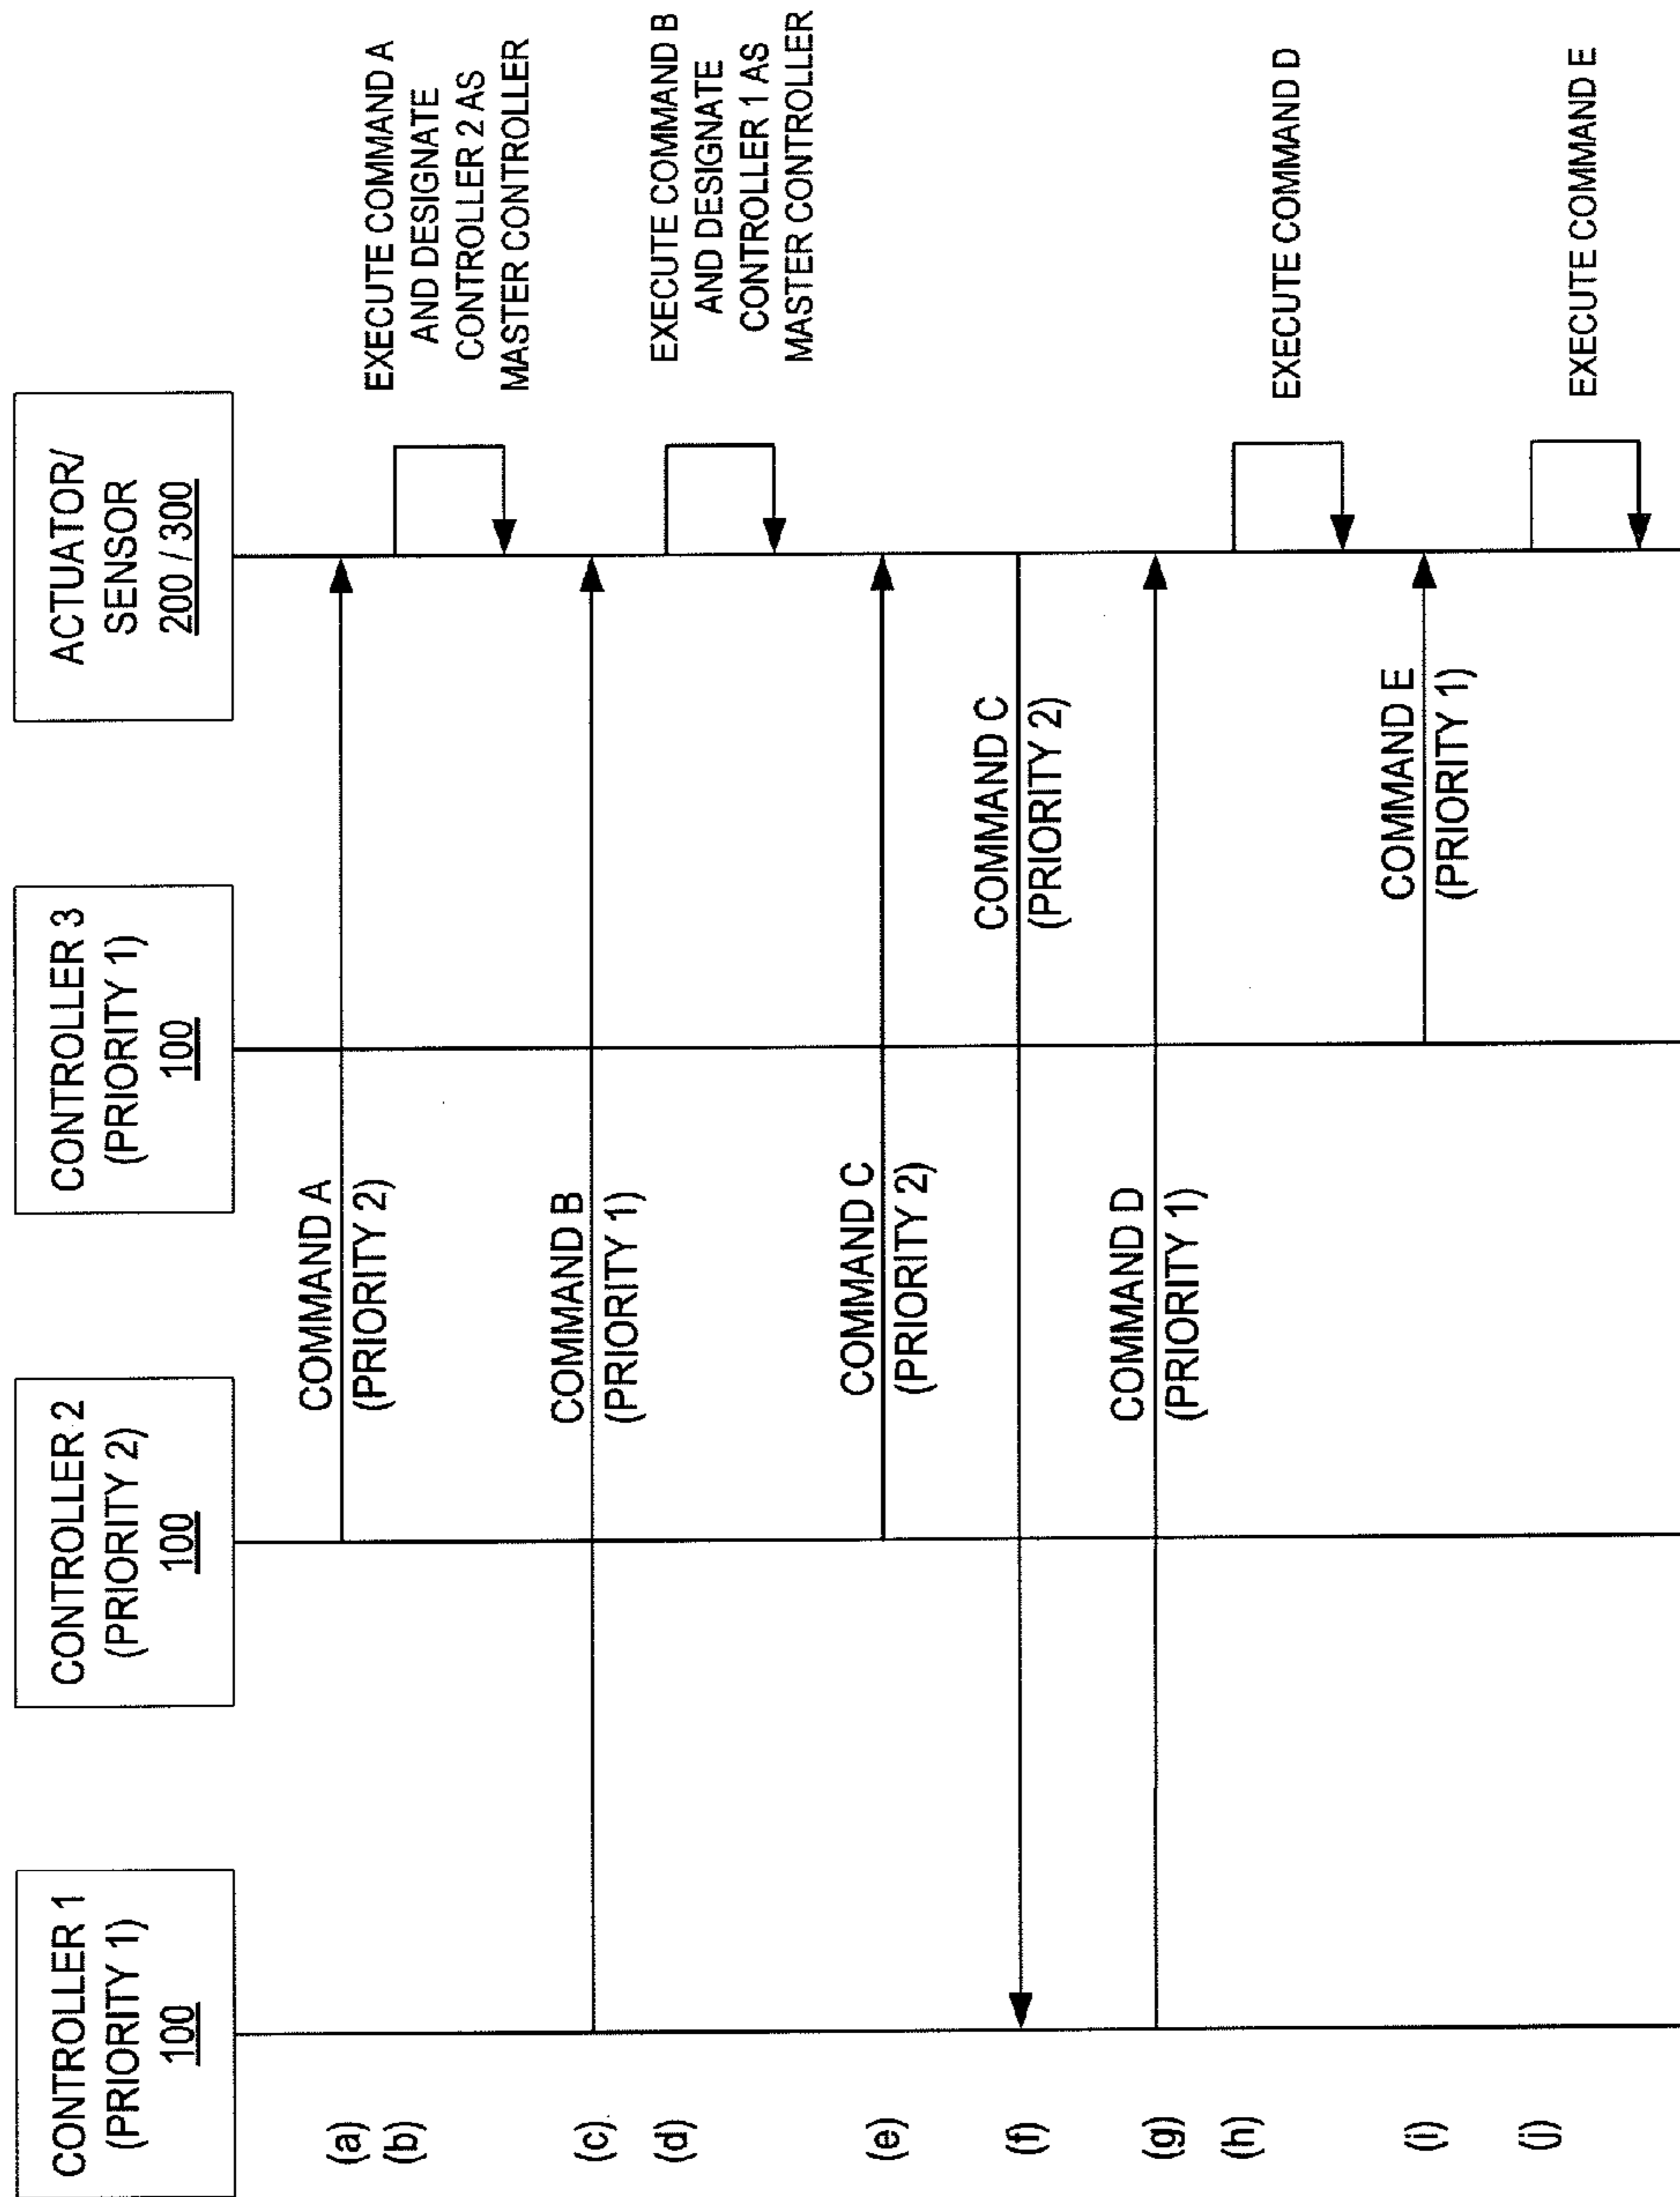 CONTROLLER 1
(PRIORITY 1)
100
CONTROLLER 2
(PRIORITY 2)
100
CONTROLLER 3
(PRIORITY 1)
100
ACTUATOR/
SENSOR
200 / 300
(a)
COMMAND A
(PRIORITY 2)
(b)
EXECUTE COMMAND A
AND DESIGNATE
CONTROLLER 2 AS
MASTER CONTROLLER
(c)
COMMAND B
(PRIORITY 1)
(d)
EXECUTE COMMAND B
AND DESIGNATE
CONTROLLER 1 AS
MASTER CONTROLLER
(e)
COMMAND C
(PRIORITY 2)
(f)
COMMAND C
(PRIORITY 2)
(g)
COMMAND D
(PRIORITY 1)
(h)
EXECUTE COMMAND D
(i)
COMMAND E
(PRIORITY 1)
(j)
EXECUTE COMMAND E